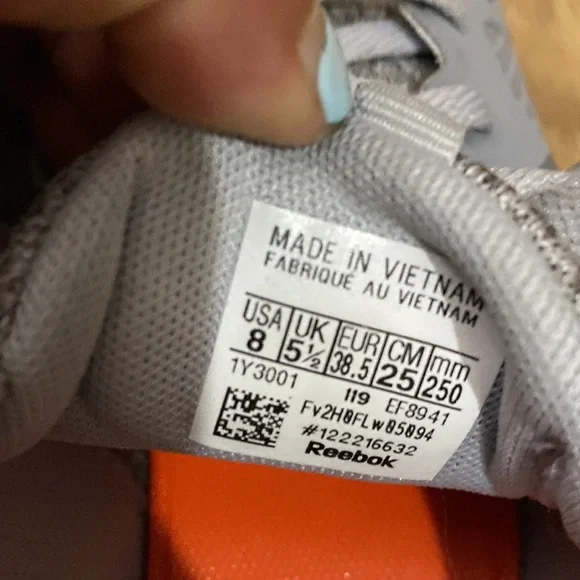 MADE IN VIETNAM
FABRIQUÉ AU VIETNAM
USA UK EUR CM mm
8 5½ 38.5 25 250
1Y3001 I19 EF8941
Fv2H0FLw05094
#122216632
Reebok